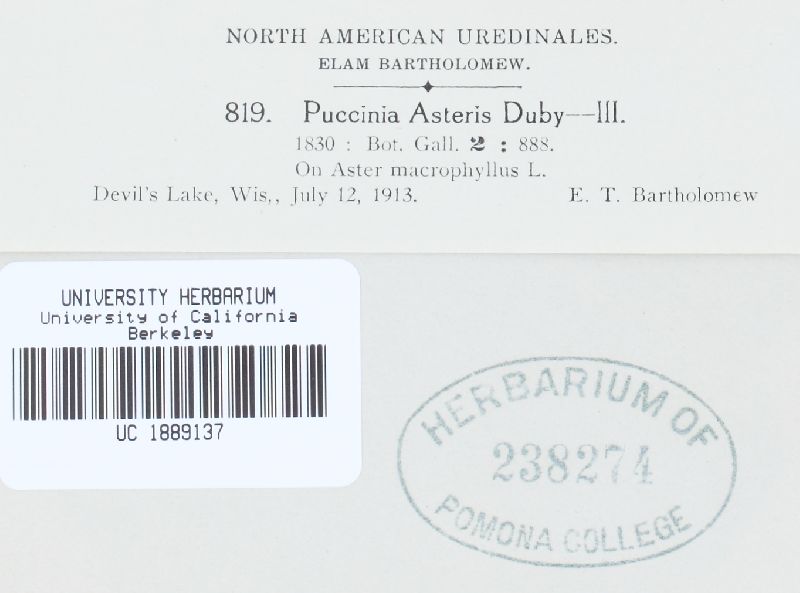 NORTH AMERICAN UREDINALES.
ELAM BARTHOLOMEW.
819. Puccinia Asteris Duby—III.
1830 : Bot. Gall. 2 : 888.
On Aster macrophyllus L.
Devil's Lake, Wis,, July 12, 1913. E. T. Bartholomew
UNIVERSITY HERBARIUM
University of California
Berkeley
UC 1889137
HERBARIUM OF
238274
POMONA COLLEGE